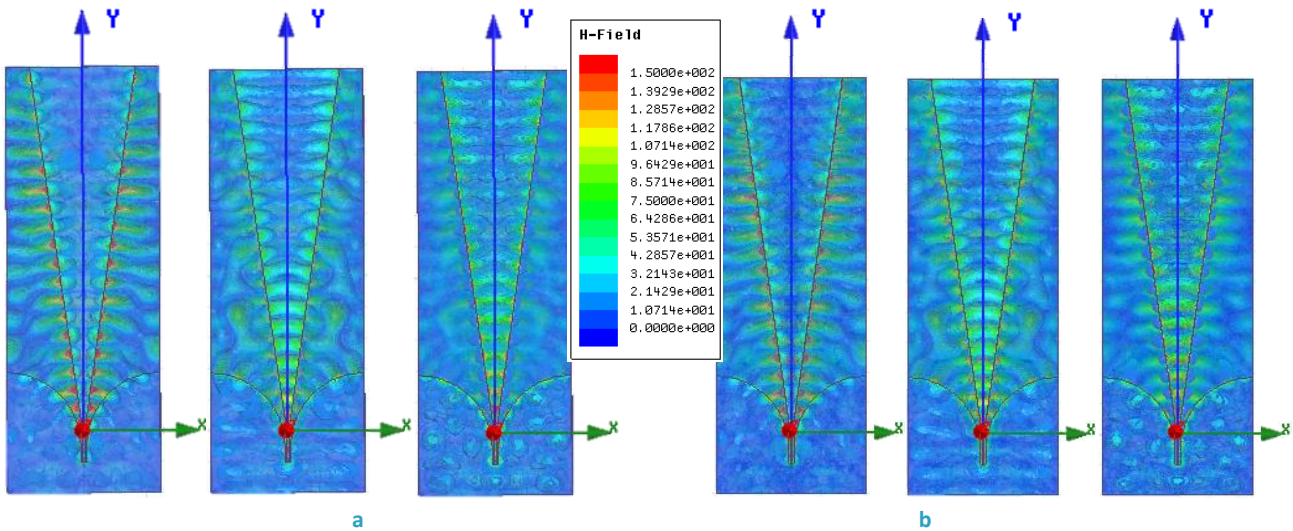 Y
Y
Y
H-Field
1.5000e+002
1.3929e+002
1.2857e+002
1.1786e+002
1.0714e+002
9.6429e+001
8.5714e+001
7.5000e+001
6.4286e+001
5.3571e+001
4.2857e+001
3.2143e+001
2.1429e+001
1.0714e+001
0.0000e+000
Y
Y
Y
x
x
x
x
x
x
a
b